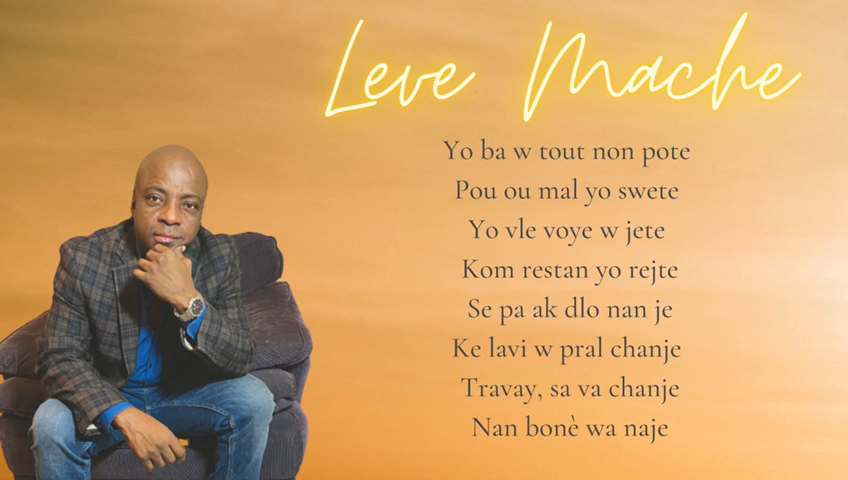 Leve Mache
Yo ba w tout non pote
Pou ou mal yo swete
Yo vle voye w jete
Kom restan yo rejte
Se pa ak dlo nan je
Ke lavi w pral chanje
Travay, sa va chanje
Nan bonè wa naje